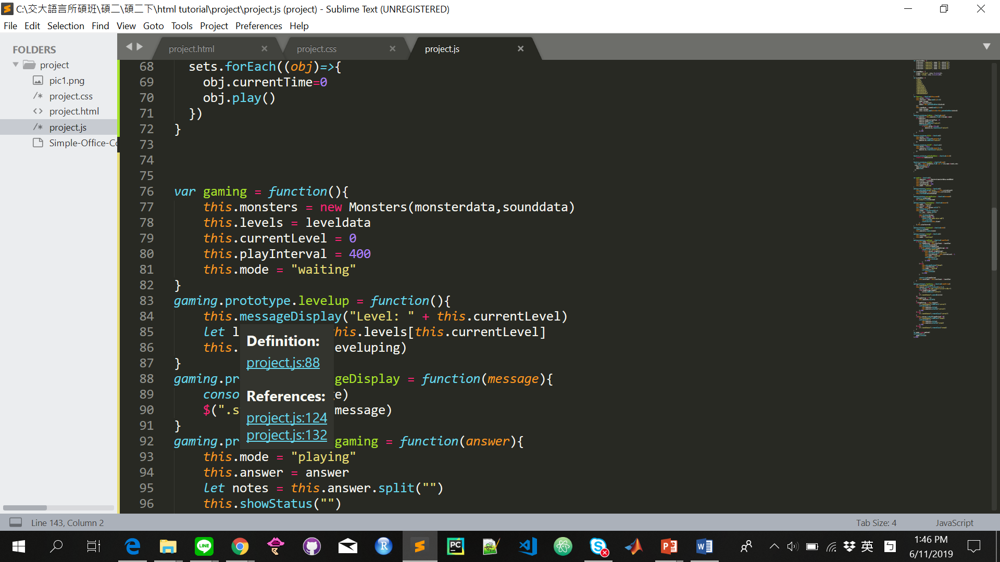 C:\交大語言所碩班\碩二\碩二下\html tutorial\project\project.js (project) - Sublime Text (UNREGISTERED)
File Edit Selection Find View Goto Tools Project Preferences Help
FOLDERS
project
pic1.png
/* project.css
<> project.html
/* project.js
Simple-Office-Co
project.html × project.css × project.js ×
68 sets.forEach((obj)=>{
69 obj.currentTime=0
70 obj.play()
71 })
72 }
73
74
75
76 var gaming = function(){
77 this.monsters = new Monsters(monsterdata,sounddata)
78 this.levels = leveldata
79 this.currentLevel = 0
80 this.playInterval = 400
81 this.mode = "waiting"
82 }
83 gaming.prototype.levelup = function(){
84 this.messageDisplay("Level: " + this.currentLevel)
85 let l this.levels[this.currentLevel]
86 this. eveluping)
87 }
88 gaming.pr geDisplay = function(message){
89 conso e)
90 $(".s message)
91 }
92 gaming.pr gaming = function(answer){
93 this.mode = "playing"
94 this.answer = answer
95 let notes = this.answer.split("")
96 this.showStatus("")
Definition:
project.js:88
References:
project.js:124
project.js:132
Line 143, Column 2
Tab Size: 4
JavaScript
LINE
R
PC
S
P
W
英
ㄅ
1:46 PM
6/11/2019